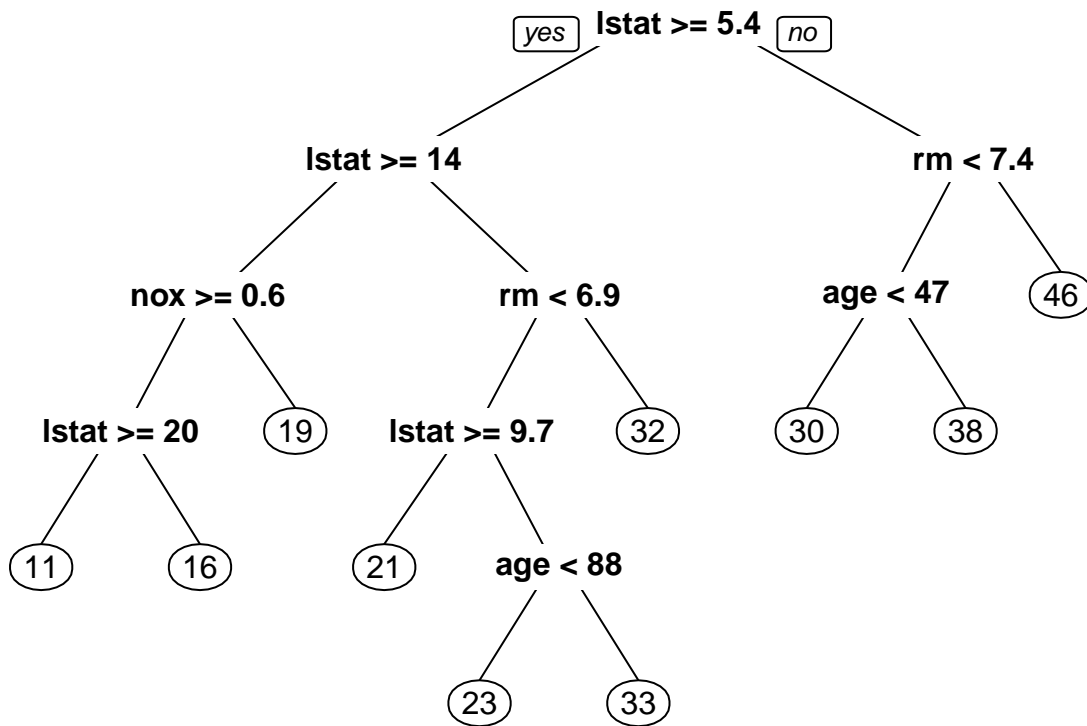 yes lstat >= 5.4 no
lstat >= 14 rm < 7.4
nox >= 0.6 rm < 6.9 age < 47 46
lstat >= 20 19 lstat >= 9.7 32 30 38
11 16 21 age < 88
23 33